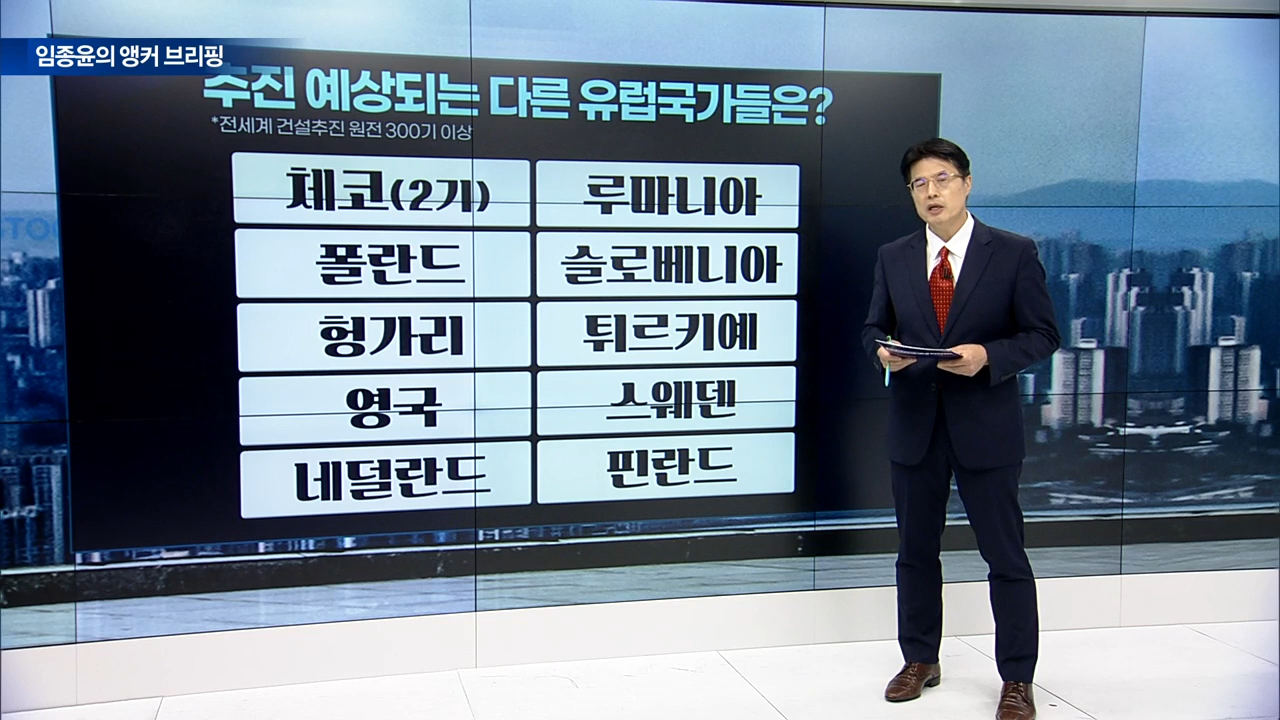 임종윤의 앵커 브리핑
추진 예상되는 다른 유럽국가들은?
*전세계 건설추진 원전 300기 이상
체코(2기) 루마니아
폴란드 슬로베니아
헝가리 튀르키예
영국 스웨덴
네덜란드 핀란드